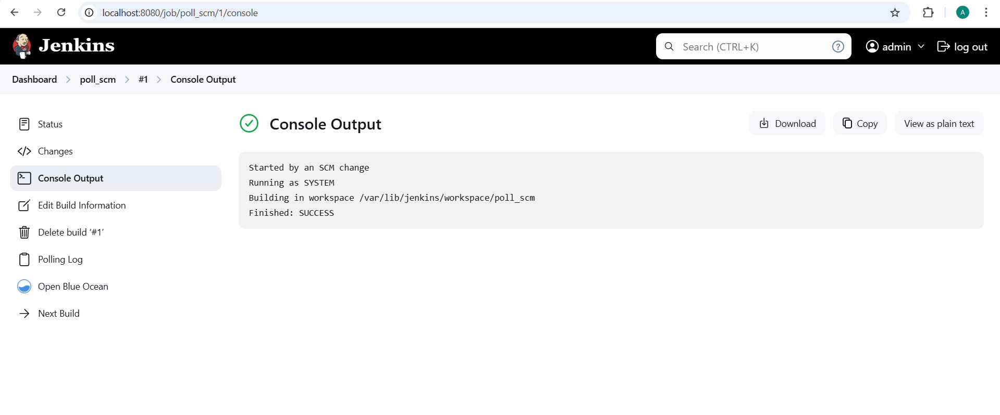 localhost:8080/job/poll_scm/1/console
A
Jenkins
Search (CTRL+K)
?
admin
log out
Dashboard > poll_scm > #1 > Console Output
Status
Changes
Console Output
Edit Build Information
Delete build ‘#1’
Polling Log
Open Blue Ocean
Next Build
Console Output
Download
Copy
View as plain text
Started by an SCM change
Running as SYSTEM
Building in workspace /var/lib/jenkins/workspace/poll_scm
Finished: SUCCESS